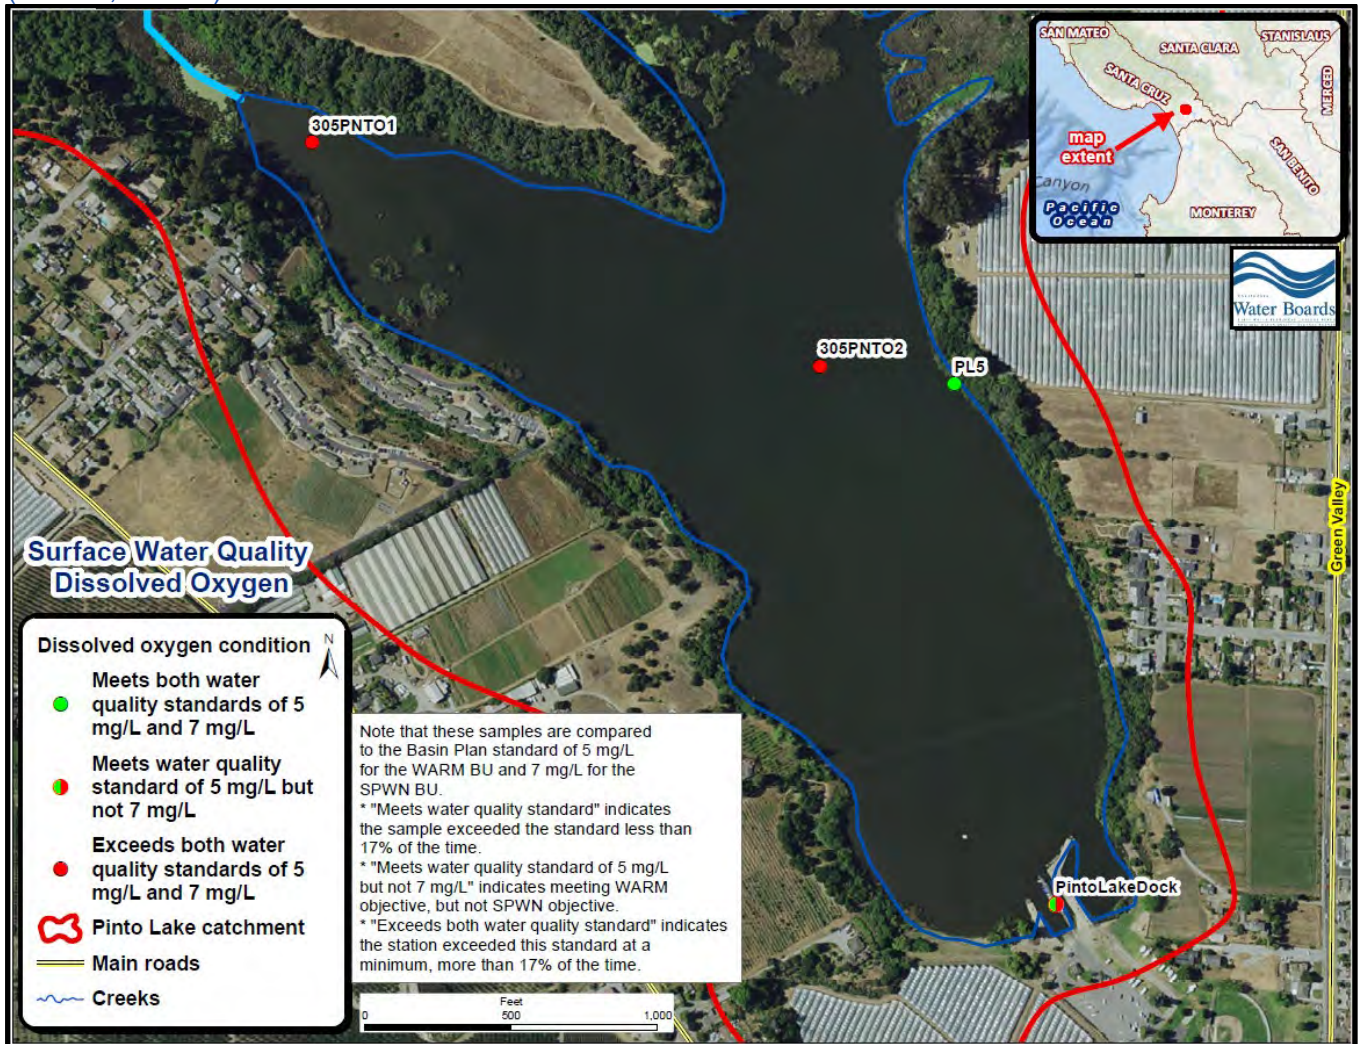 305PNTO1
305PNTO2
PL5
PintoLakeDock
SAN MATEO
SANTA CLARA
STANISLAUS
SANTA CRUZ
MERCED
map
extent
SAN BENITO
Canyon
Pacific
Ocean
MONTEREY
Water Boards
Green Valley
Surface Water Quality
Dissolved Oxygen
Dissolved oxygen condition
N
Meets both water
quality standards of 5
mg/L and 7 mg/L
Meets water quality
standard of 5 mg/L but
not 7 mg/L
Exceeds both water
quality standards of 5
mg/L and 7 mg/L
Pinto Lake catchment
Main roads
Creeks
Note that these samples are compared
to the Basin Plan standard of 5 mg/L
for the WARM BU and 7 mg/L for the
SPWN BU.
* "Meets water quality standard" indicates
the sample exceeded the standard less than
17% of the time.
* "Meets water quality standard of 5 mg/L
but not 7 mg/L" indicates meeting WARM
objective, but not SPWN objective.
* "Exceeds both water quality standard" indicates
the station exceeded this standard at a
minimum, more than 17% of the time.
Feet
0 500 1,000